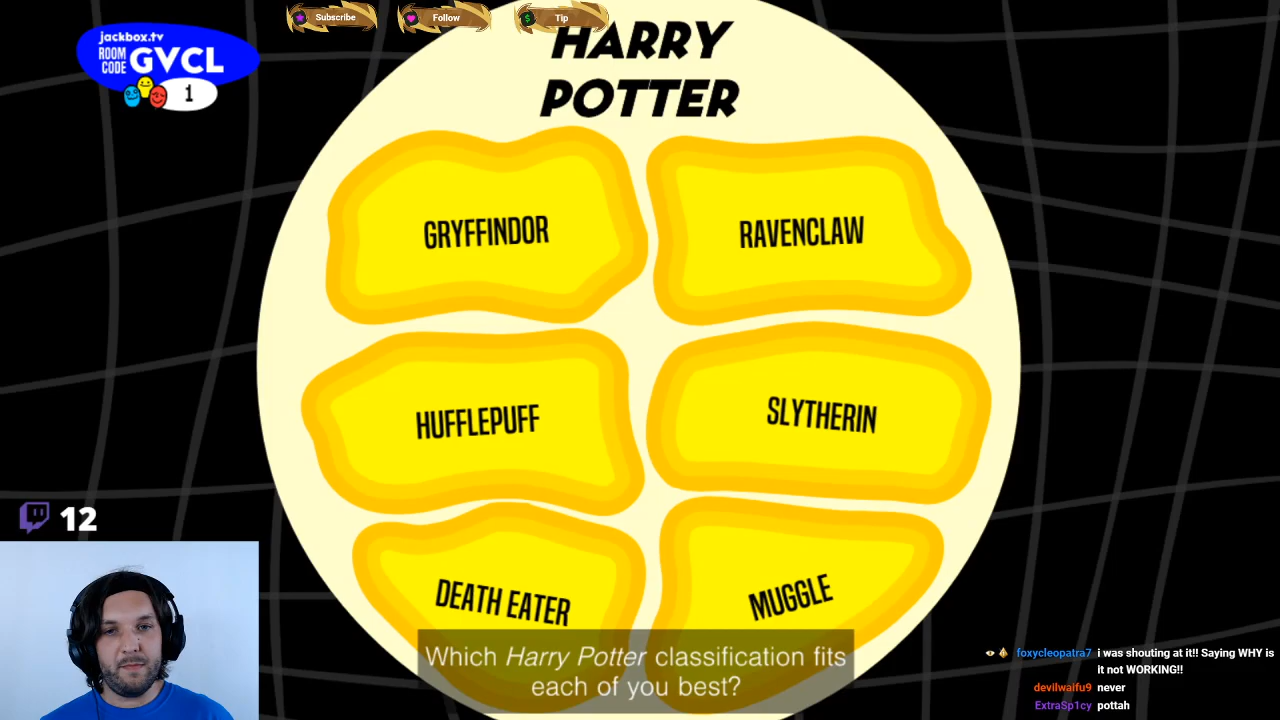 Subscribe
Follow
Tip
jackbox.tv
ROOM
CODE
GVCL
1
HARRY
POTTER
GRYFFINDOR
RAVENCLAW
HUFFLEPUFF
SLYTHERIN
DEATH EATER
MUGGLE
12
Which Harry Potter classification fits
each of you best?
foxycleopatra7 i was shouting at it!! Saying WHY is
it not WORKING!!
devilwaifu9 never
ExtraSp1cy pottah